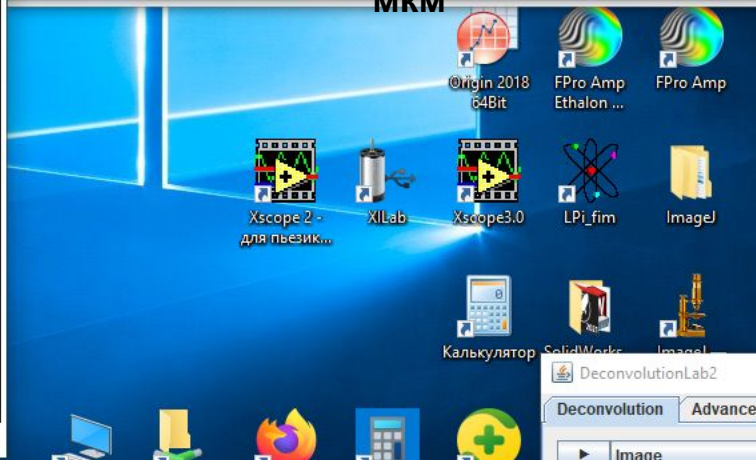 мкм
Origin 2018
64Bit
FPro Amp
Ethalon ...
FPro Amp
Xscope 2 -
для пьезик...
XILab
Xscope3.0
LPi_fim
ImageJ
Калькулятор
SolidWorks
ImageJ —
DeconvolutionLab2
Deconvolution
Advance
Image